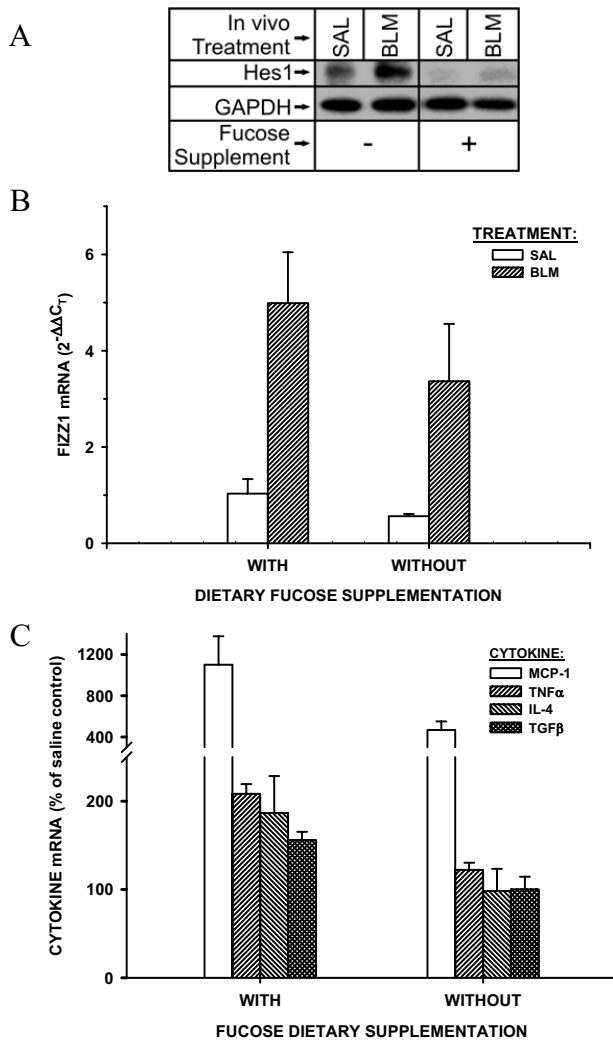 A
In vivo Treatment SAL BLM SAL BLM
Hes1
GAPDH
Fucose Supplement - +
B
TREATMENT:
SAL
BLM
FIZZ1 mRNA (2^-ΔΔC_T)
6
4
2
0
WITH WITHOUT
DIETARY FUCOSE SUPPLEMENTATION
C
CYTOKINE:
MCP-1
TNFα
IL-4
TGFβ
CYTOKINE mRNA (% of saline control)
1200
800
400
200
100
0
WITH WITHOUT
FUCOSE DIETARY SUPPLEMENTATION